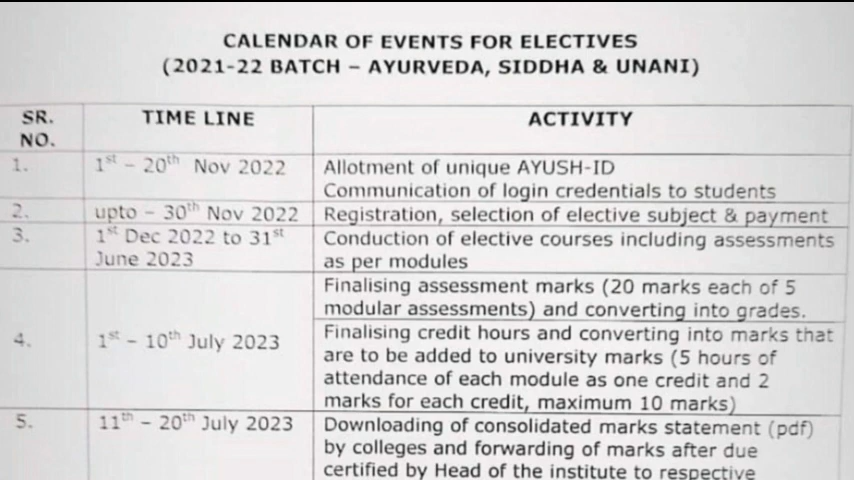 CALENDAR OF EVENTS FOR ELECTIVES
(2021-22 BATCH – AYURVEDA, SIDDHA & UNANI)
SR. NO.
TIME LINE
ACTIVITY
1.
1st – 20th Nov 2022
Allotment of unique AYUSH-ID
Communication of login credentials to students
2.
upto – 30th Nov 2022
Registration, selection of elective subject & payment
3.
1st Dec 2022 to 31st
June 2023
Conduction of elective courses including assessments
as per modules
4.
1st – 10th July 2023
Finalising assessment marks (20 marks each of 5
modular assessments) and converting into grades.
Finalising credit hours and converting into marks that
are to be added to university marks (5 hours of
attendance of each module as one credit and 2
marks for each credit, maximum 10 marks)
5.
11th – 20th July 2023
Downloading of consolidated marks statement (pdf)
by colleges and forwarding of marks after due
certified by Head of the institute to respective